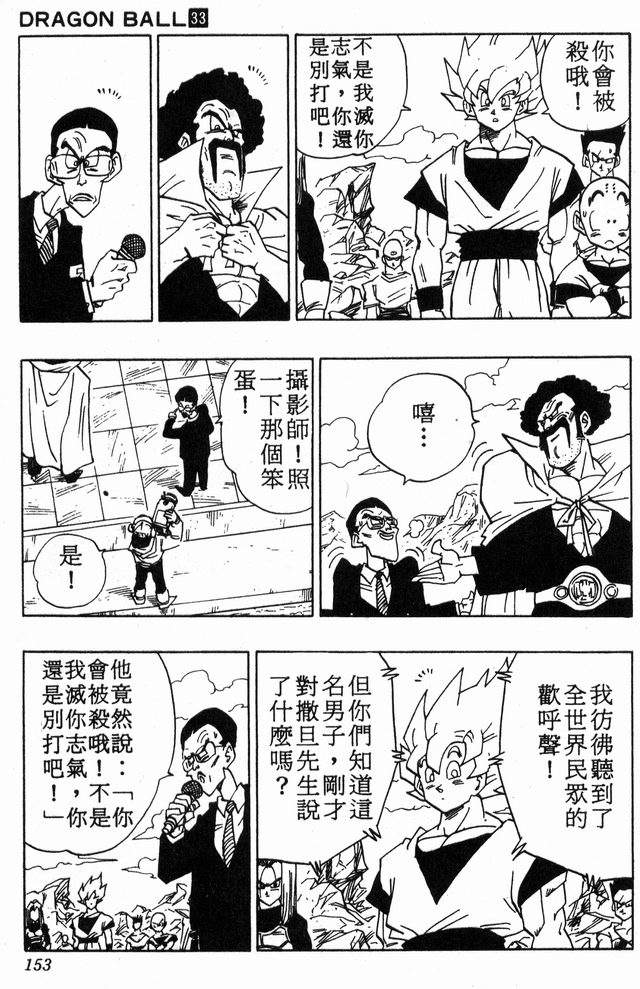 DRAGON BALL 33
你會被
殺哦！
不是我滅你
志氣，你還
是別打吧！
嘻…
攝影師！照
一下那個笨
蛋！
是！
我彷彿聽到了
全世界民眾的
歡呼聲！
但你們知道這
名男子，剛才
對撒旦先生說
了什麼嗎？
他竟然說：「你
會被殺哦！不是
我滅你志氣，你
還是別打吧！」
153